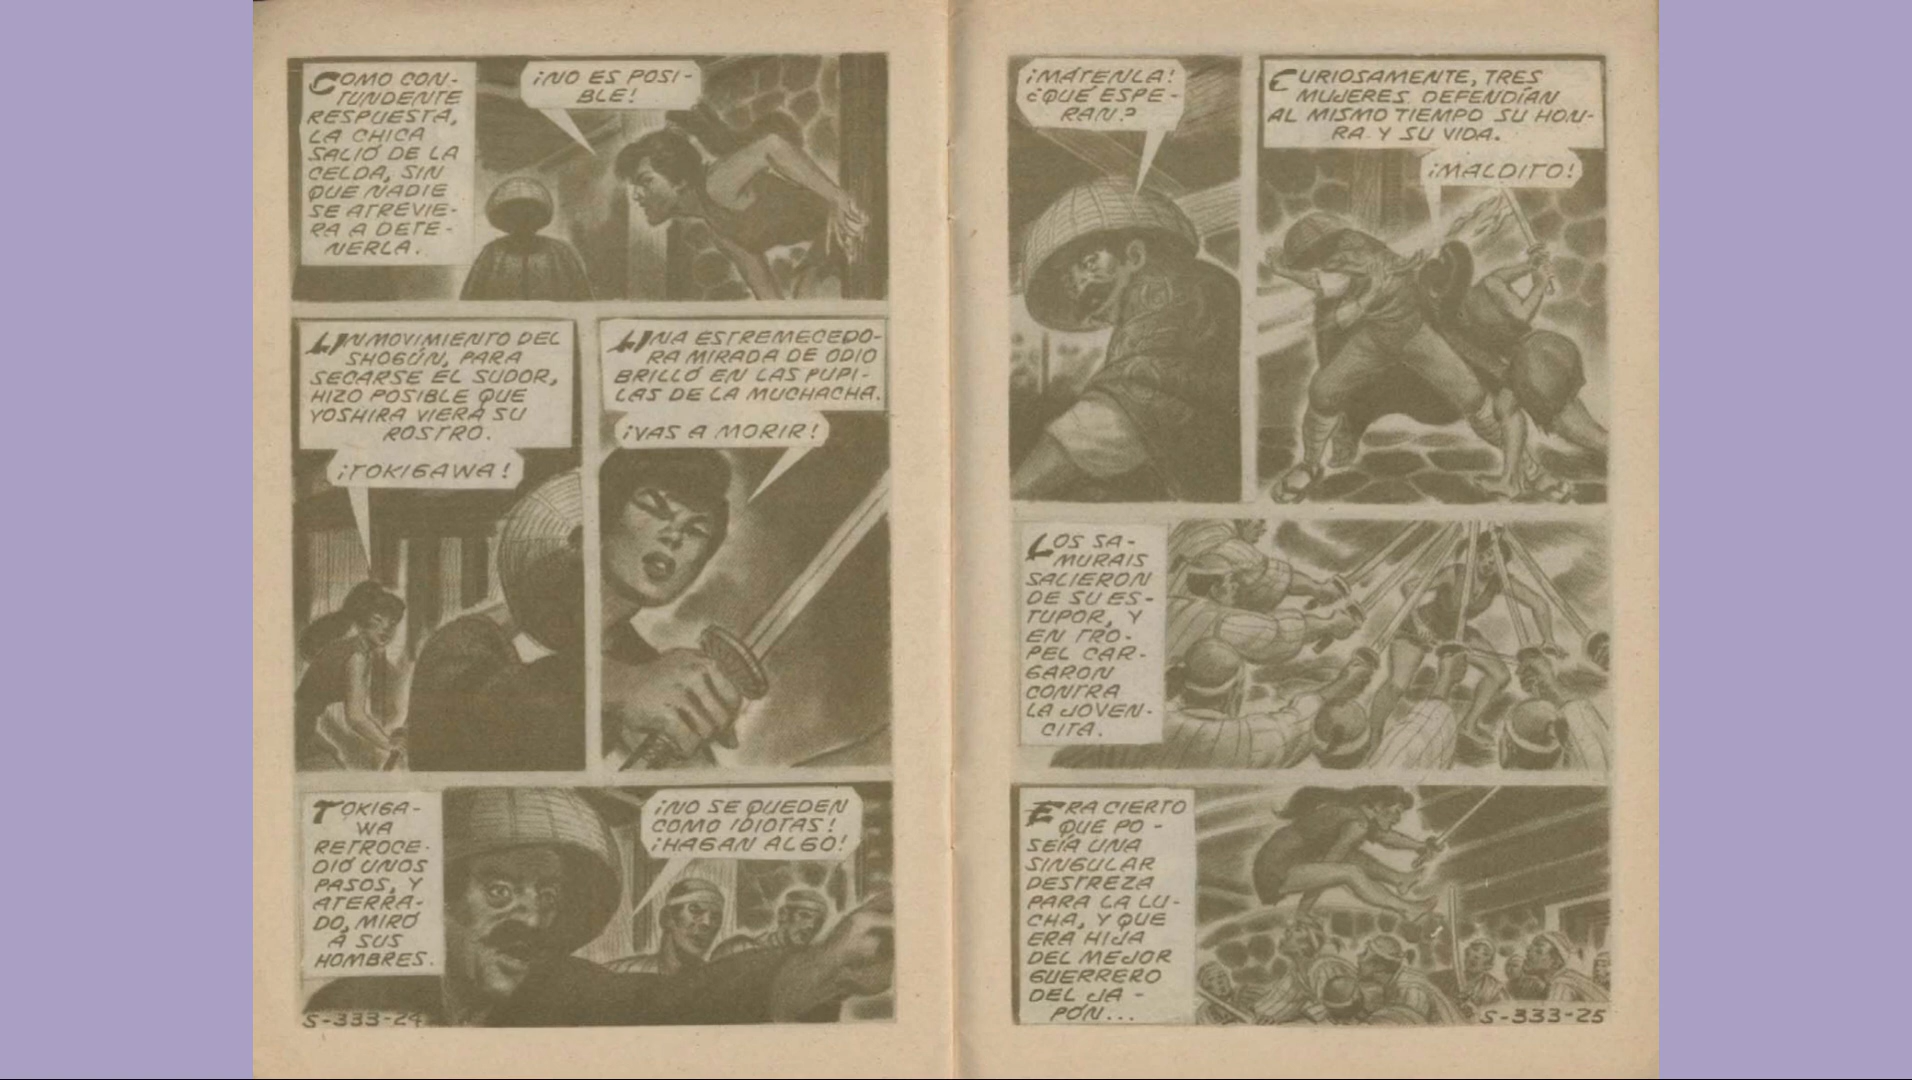 COMO CON-
TUNDENTE
RESPUESTA,
LA CHICA
SALIÓ DE LA
CELDA, SIN
QUE NADIE
SE ATREVIE-
RA A DETE-
NERLA.
¡NO ES POSI-
BLE!
UN MOVIMIENTO DEL
SHOGÚN, PARA
SECARSE EL SUDOR,
HIZO POSIBLE QUE
YOSHIRA VIERA SU
ROSTRO.
¡TOKIGAWA!
UNA ESTREMECEDO-
RA MIRADA DE ODIO
BRILLÓ EN LAS PUPI-
LAS DE LA MUCHACHA.
¡VAS A MORIR!
TOKIGA-
WA
RETROCE-
DIÓ UNOS
PASOS, Y
ATERRA-
DO, MIRÓ
A SUS
HOMBRES.
¡NO SE QUEDEN
COMO IDIOTAS!
¡HAGAN ALGO!
S-333-24
¡MÁTENLA!
¿QUÉ ESPE-
RAN?
CURIOSAMENTE, TRES
MUJERES DEFENDÍAN
AL MISMO TIEMPO SU HON-
RA Y SU VIDA.
¡MALDITO!
LOS SA-
MURAIS
SALIERON
DE SU ES-
TUPOR, Y
EN TRO-
PEL CAR-
GARON
CONTRA
LA JOVEN-
CITA.
ERA CIERTO
QUE PO-
SEÍA UNA
SINGULAR
DESTREZA
PARA LA LU-
CHA, Y QUE
ERA HIJA
DEL MEJOR
GUERRERO
DEL JA-
PÓN...
S-333-25